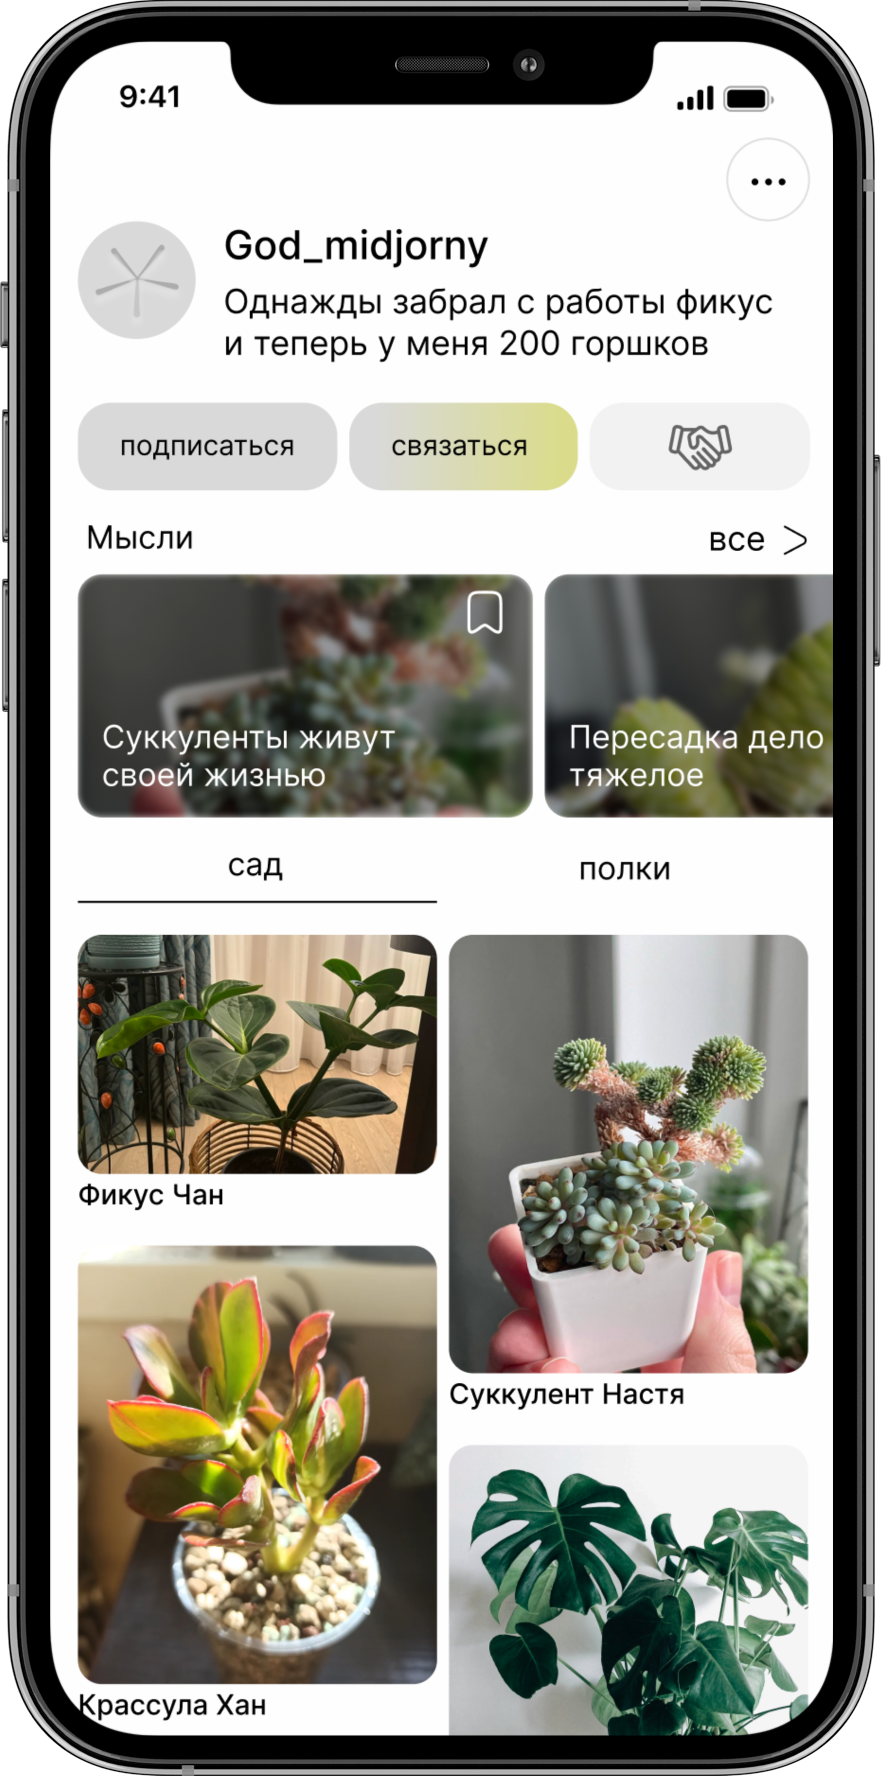 9:41
God_midjorny
Однажды забрал с работы фикус
и теперь у меня 200 горшков
подписаться
связаться
Мысли
все
Суккуленты живут
своей жизнью
Пересадка дело
тяжелое
сад
полки
Фикус Чан
Суккулент Настя
Крассула Хан